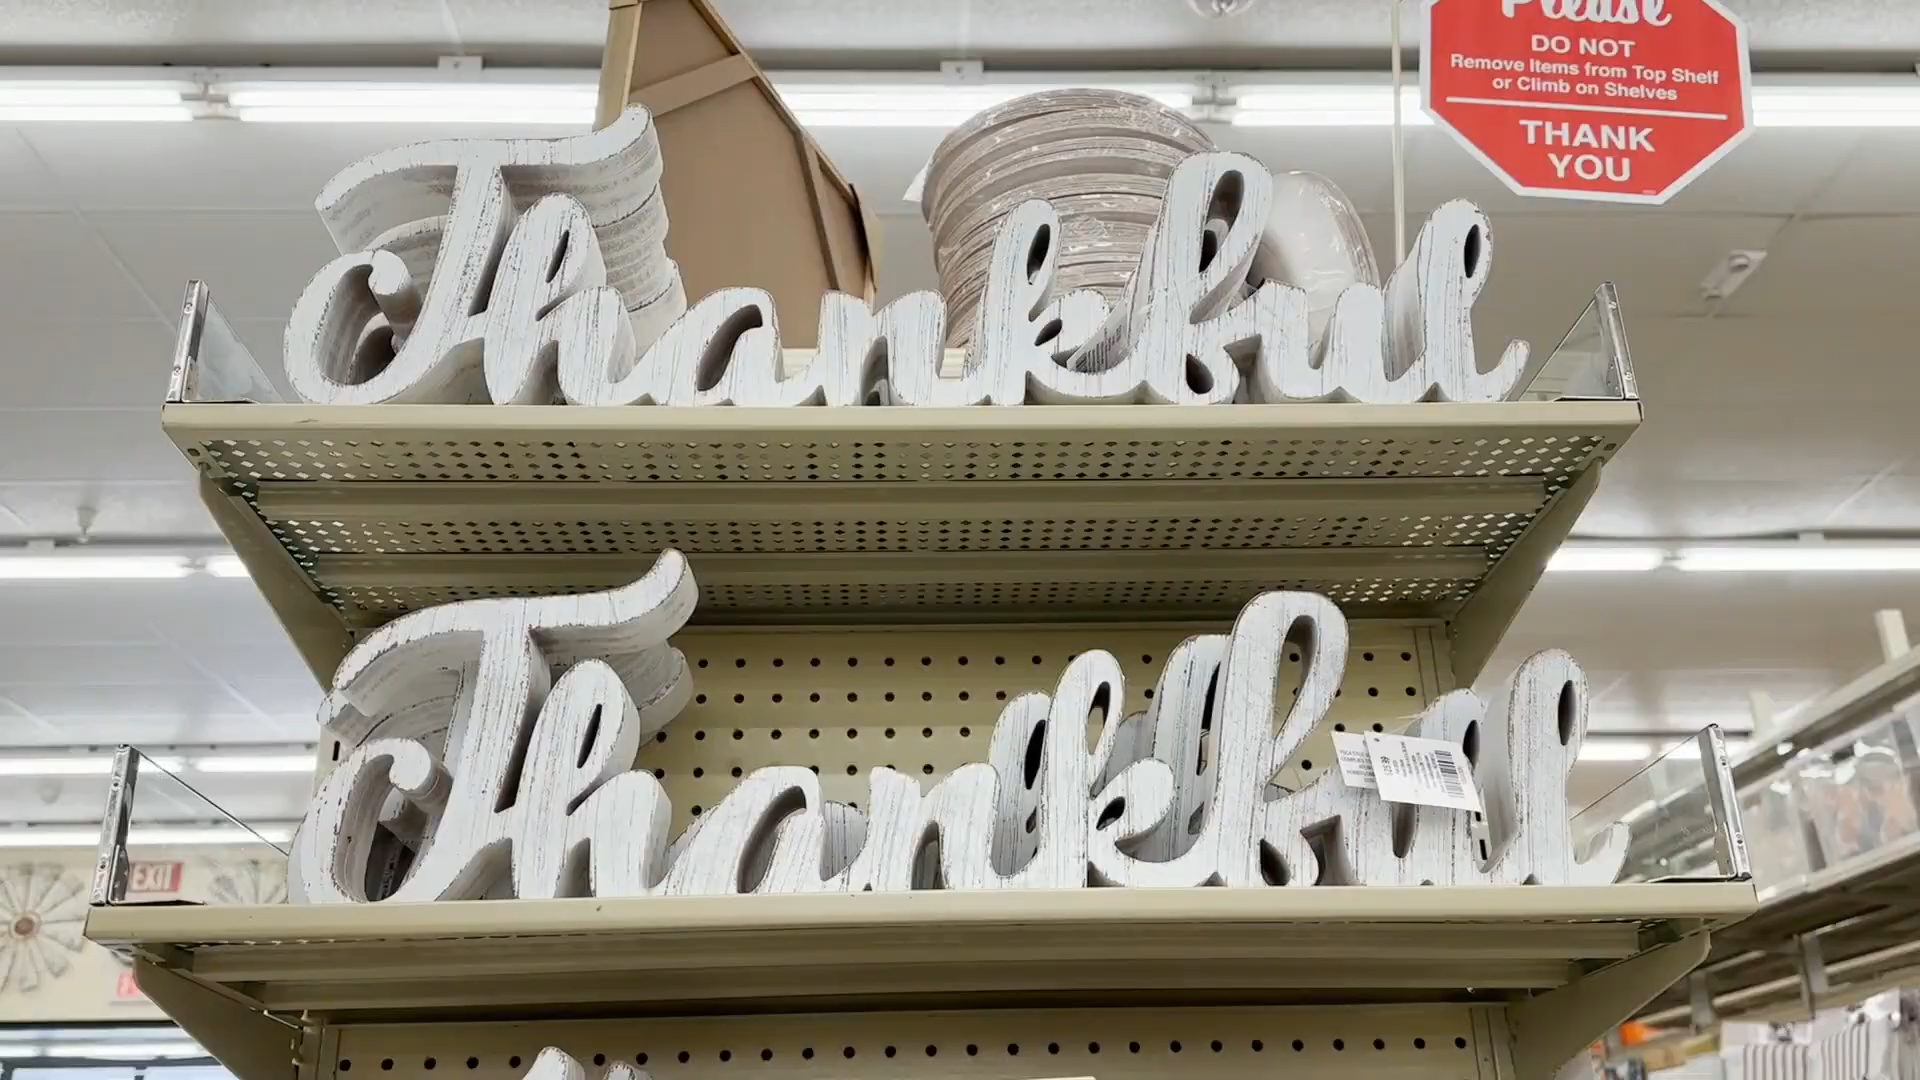 Please
DO NOT
Remove Items from Top Shelf
or Climb on Shelves
THANK
YOU
Thankful
Thankful
EXIT